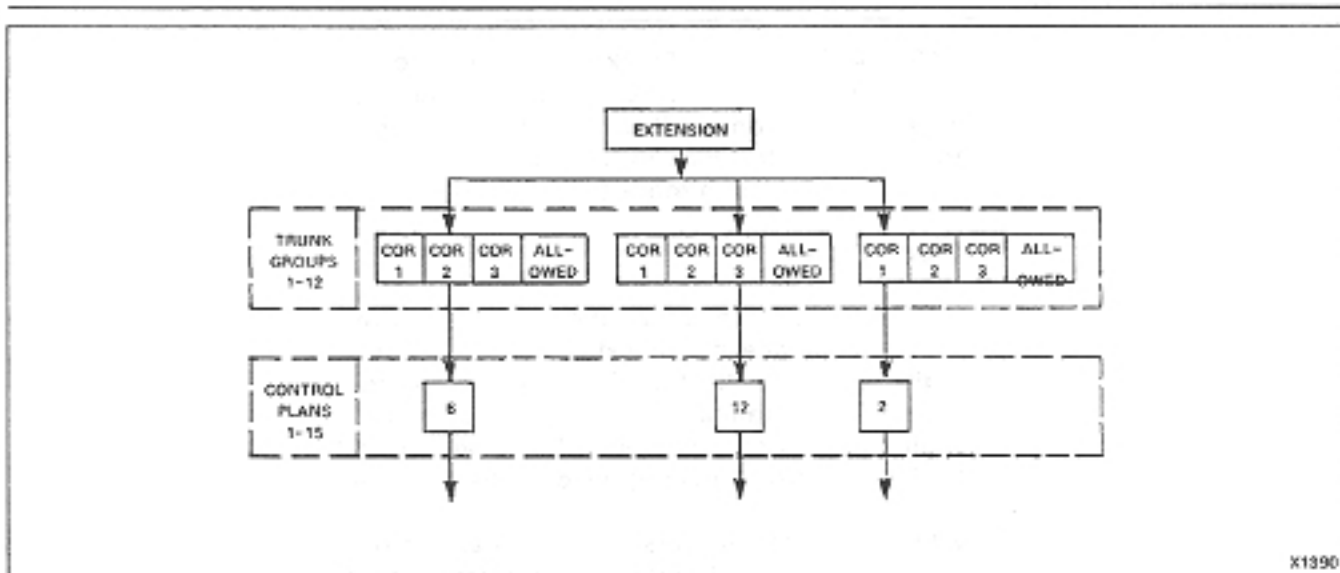 EXTENSION
TRUNK
GROUPS
1-12
COR
1
COR
2
COR
3
ALL-
OWED
COR
1
COR
2
COR
3
ALL-
OWED
COR
1
COR
2
COR
3
ALL-
OWED
CONTROL
PLANS
1-15
6
12
2
X1390